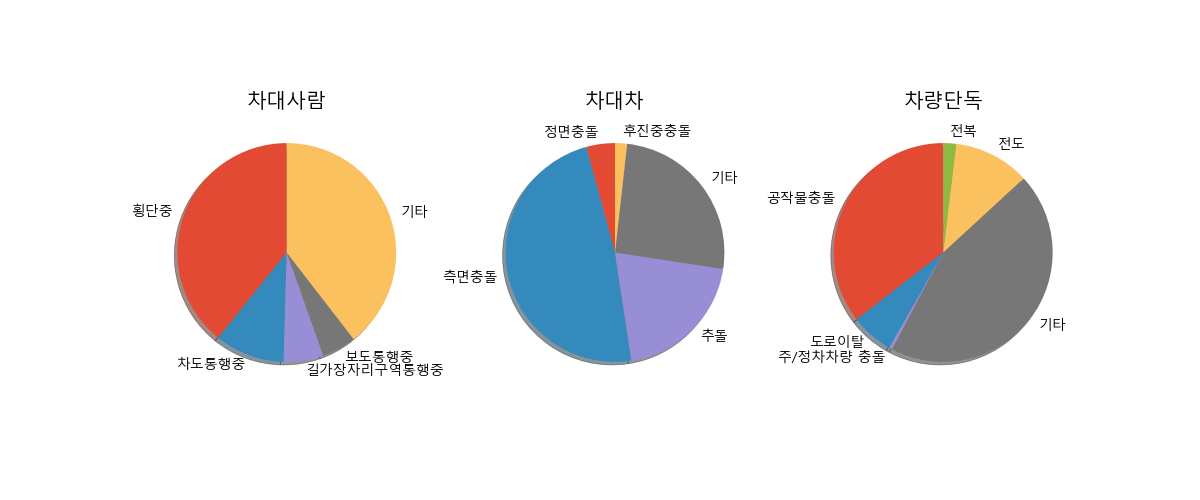 차대사람
횡단중
차도통행중
길가장자리구역통행중
보도통행중
기타
차대차
정면충돌
측면충돌
추돌
기타
후진중충돌
차량단독
공작물충돌
도로이탈
주/정차차량 충돌
기타
전도
전복